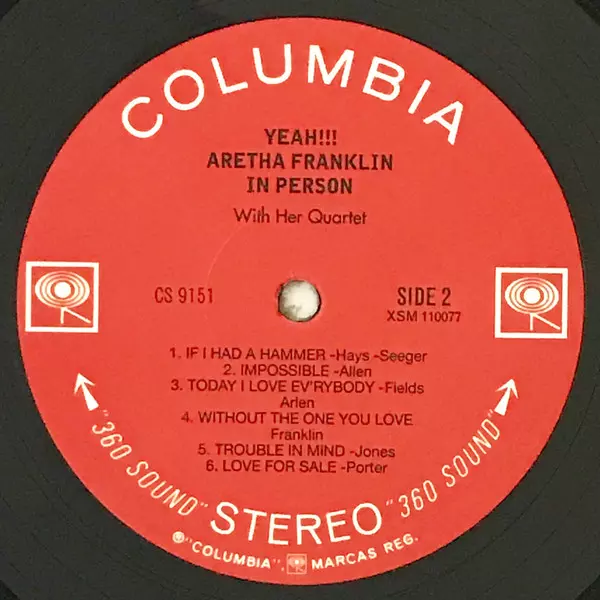 COLUMBIA
YEAH!!!
ARETHA FRANKLIN
IN PERSON
With Her Quartet
CS 9151
SIDE 2
XSM 110077
1. IF I HAD A HAMMER -Hays -Seeger
2. IMPOSSIBLE -Allen
3. TODAY I LOVE EV'RYBODY -Fields
Arlen
4. WITHOUT THE ONE YOU LOVE
Franklin
5. TROUBLE IN MIND -Jones
6. LOVE FOR SALE -Porter
"360 SOUND" STEREO "360 SOUND"
"COLUMBIA", MARCAS REG.